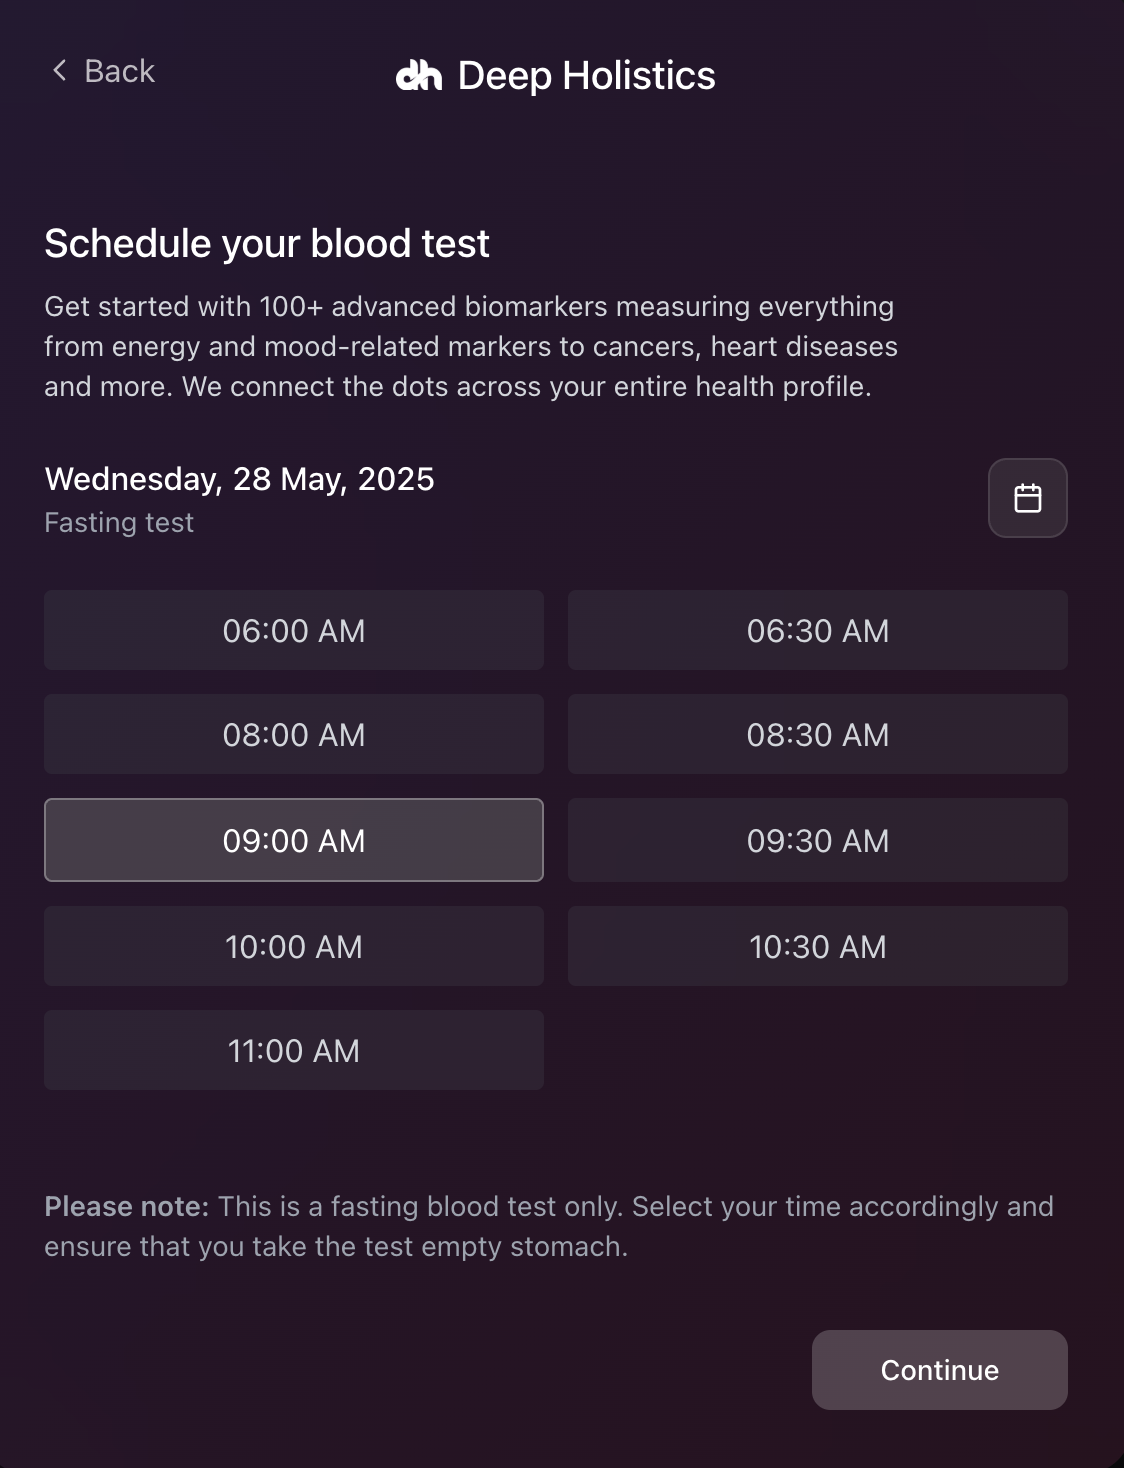 Back
Deep Holistics
Schedule your blood test
Get started with 100+ advanced biomarkers measuring everything
from energy and mood-related markers to cancers, heart diseases
and more. We connect the dots across your entire health profile.
Wednesday, 28 May, 2025
Fasting test
06:00 AM
06:30 AM
08:00 AM
08:30 AM
09:00 AM
09:30 AM
10:00 AM
10:30 AM
11:00 AM
Please note: This is a fasting blood test only. Select your time accordingly and
ensure that you take the test empty stomach.
Continue